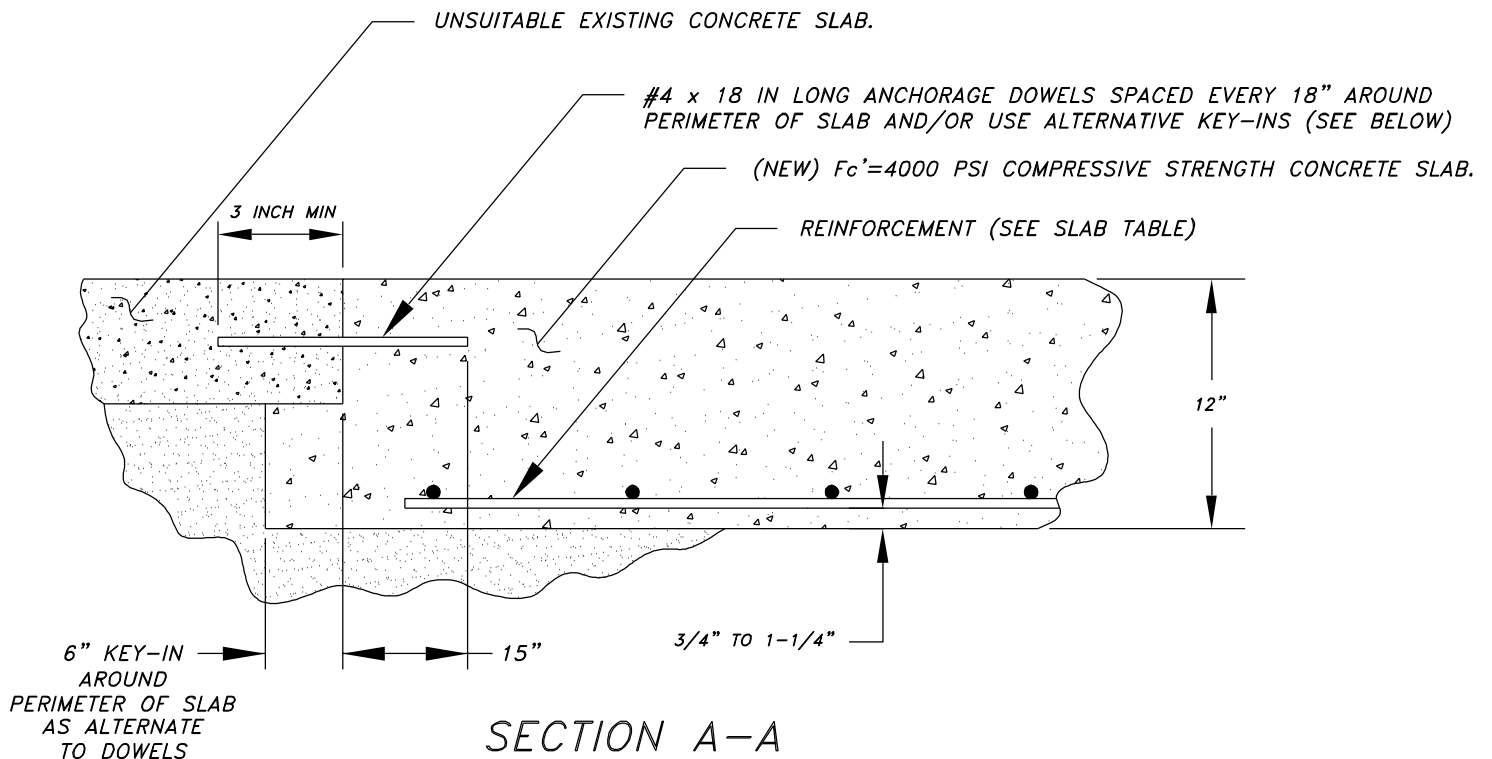 UNSUITABLE EXISTING CONCRETE SLAB.
#4 x 18 IN LONG ANCHORAGE DOWELS SPACED EVERY 18" AROUND
PERIMETER OF SLAB AND/OR USE ALTERNATIVE KEY-INS (SEE BELOW)
(NEW) Fc'=4000 PSI COMPRESSIVE STRENGTH CONCRETE SLAB.
3 INCH MIN
REINFORCEMENT (SEE SLAB TABLE)
12"
3/4" TO 1-1/4"
6" KEY-IN
AROUND
PERIMETER OF SLAB
AS ALTERNATE
TO DOWELS
15"
SECTION A-A